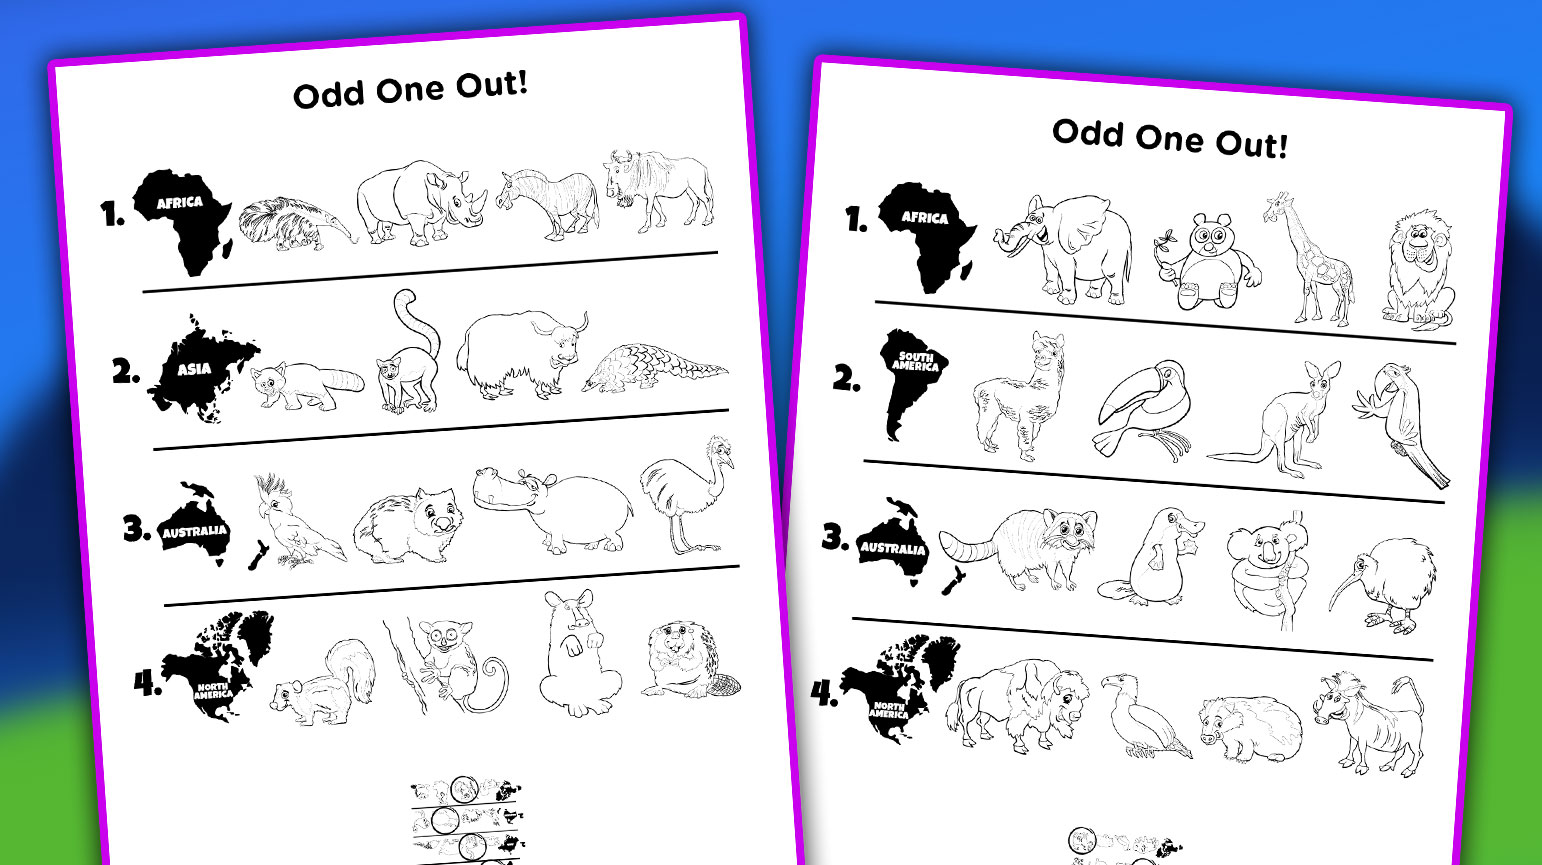 Odd One Out!
1. AFRICA
2. ASIA
3. AUSTRALIA
4. NORTH
AMERICA
Odd One Out!
1. AFRICA
2. SOUTH
AMERICA
3. AUSTRALIA
4. NORTH
AMERICA